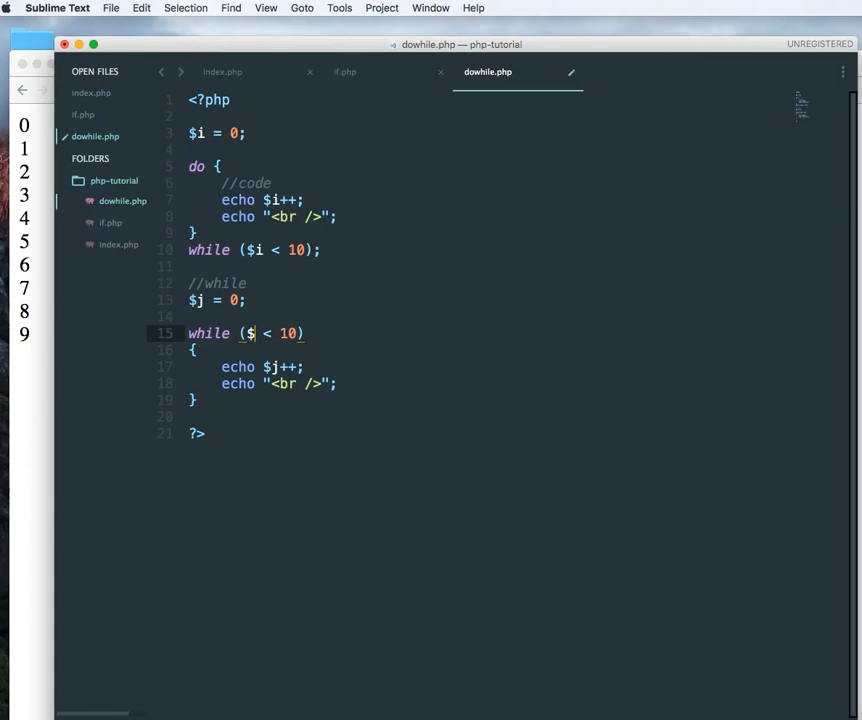 Sublime Text File Edit Selection Find View Goto Tools Project Window Help
dowhile.php — php-tutorial
UNREGISTERED
OPEN FILES
index.php
if.php
dowhile.php
FOLDERS
php-tutorial
dowhile.php
if.php
index.php
index.php × if.php × dowhile.php
1 <?php
2
3 $i = 0;
4
5 do {
6 //code
7 echo $i++;
8 echo "<br />";
9 }
10 while ($i < 10);
11
12 //while
13 $j = 0;
14
15 while ($ < 10)
16 {
17 echo $j++;
18 echo "<br />";
19 }
20
21 ?>
0
1
2
3
4
5
6
7
8
9